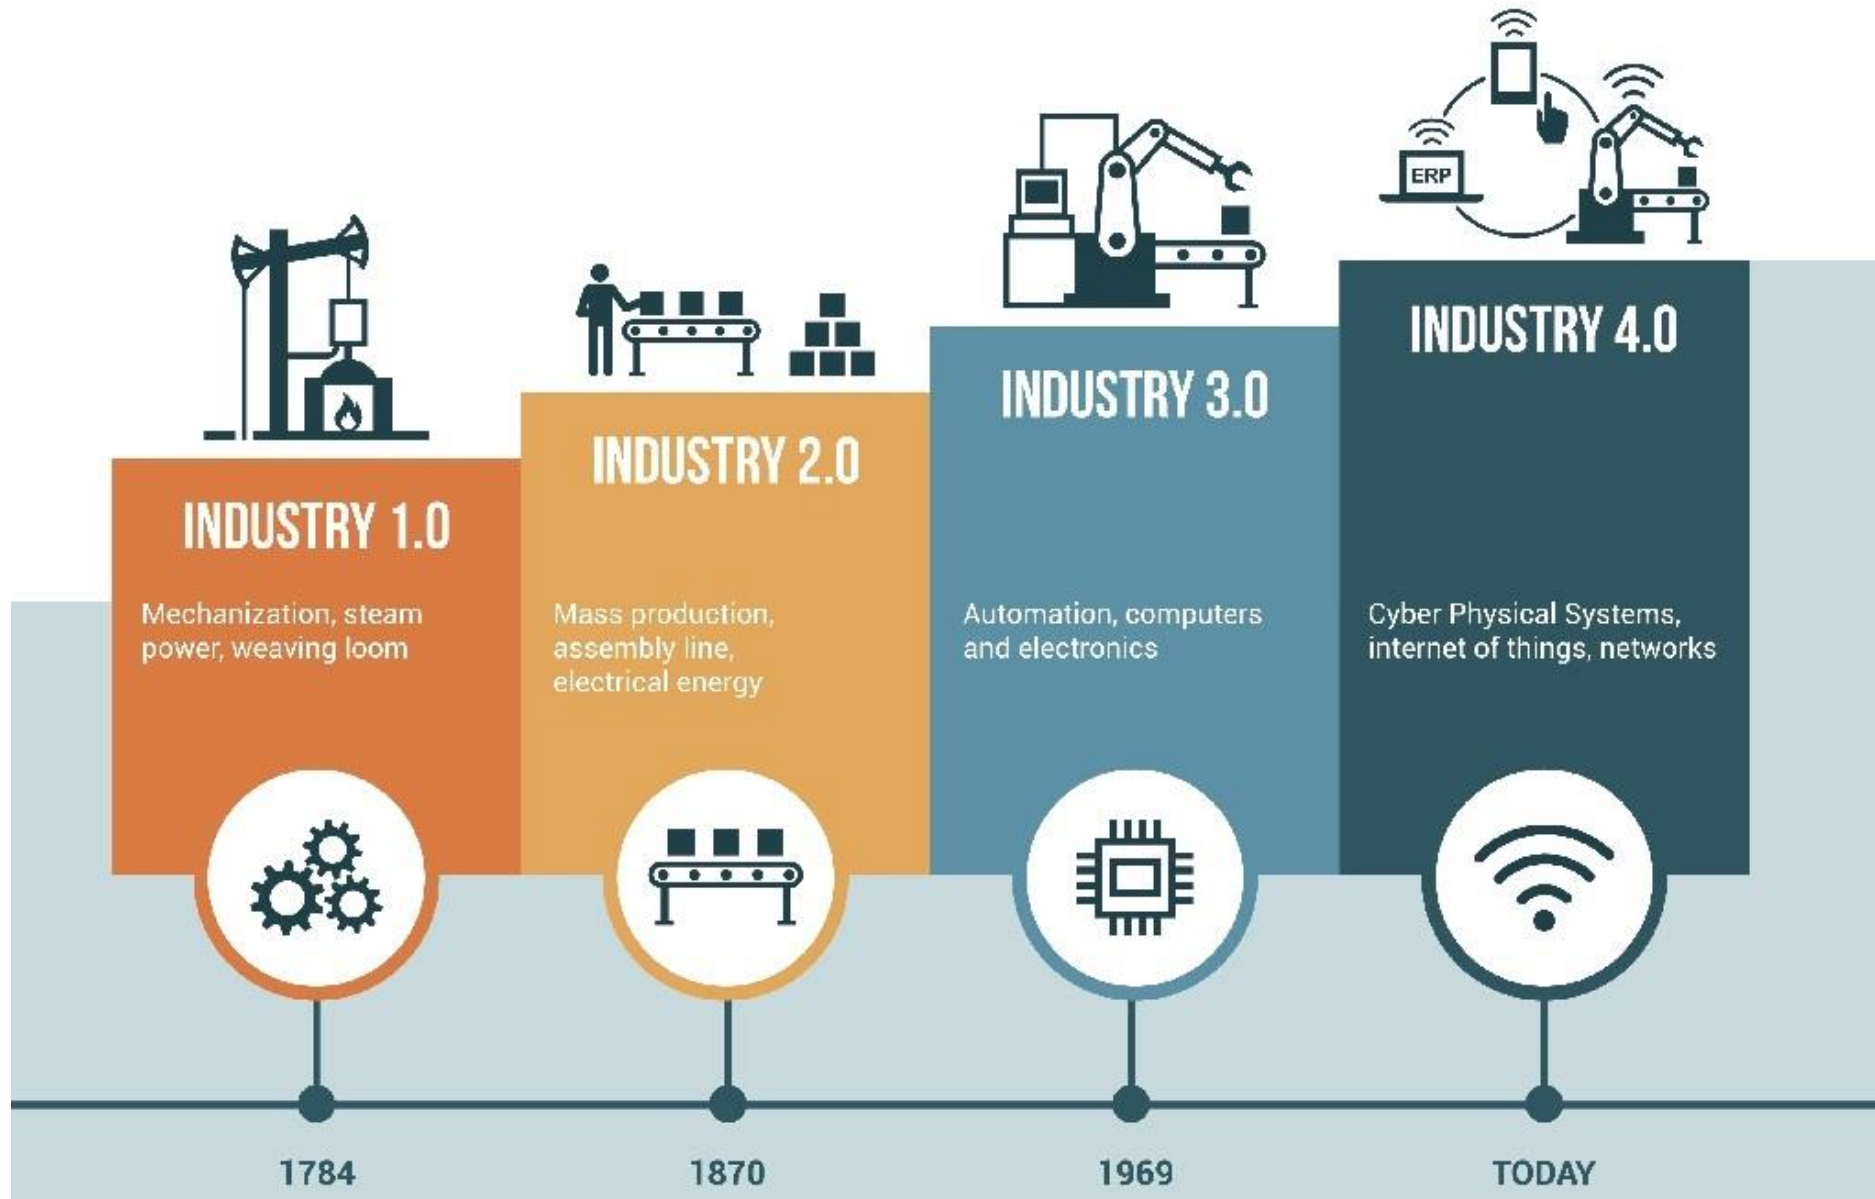 ERP
INDUSTRY 1.0
Mechanization, steam
power, weaving loom
1784
INDUSTRY 2.0
Mass production,
assembly line,
electrical energy
1870
INDUSTRY 3.0
Automation, computers
and electronics
1969
INDUSTRY 4.0
Cyber Physical Systems,
internet of things, networks
TODAY